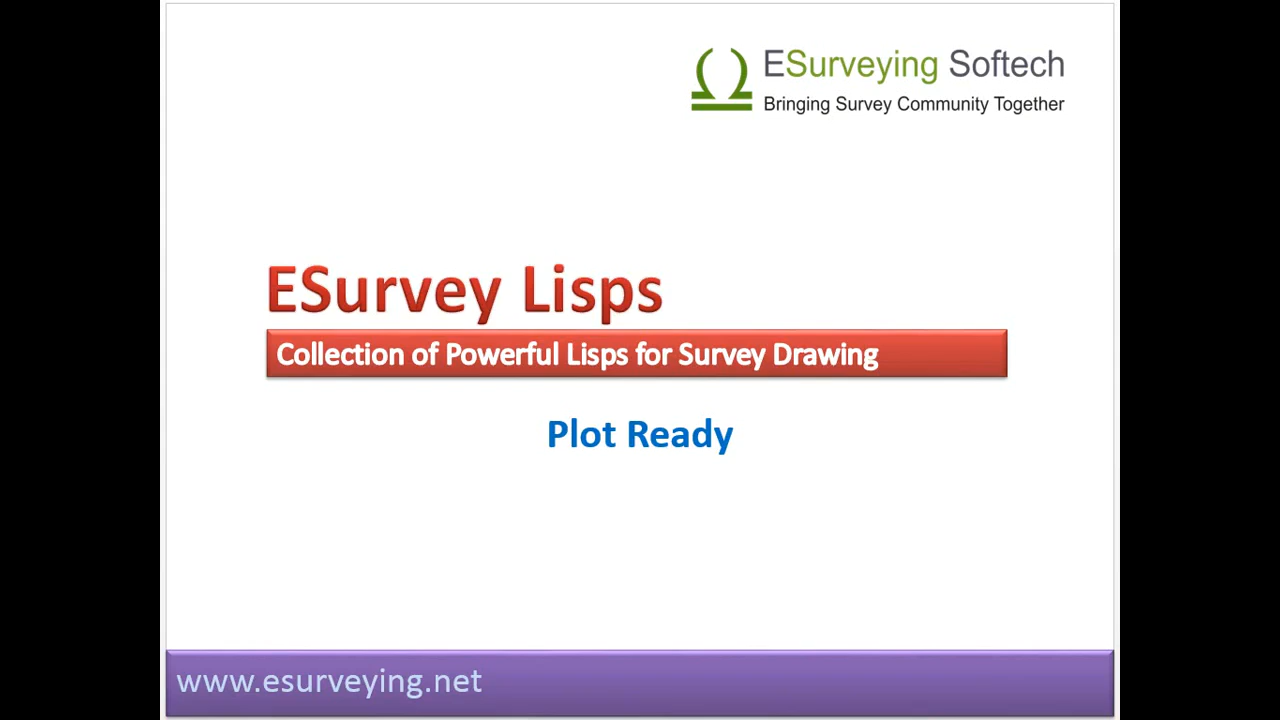 ESurveying Softech
Bringing Survey Community Together
ESurvey Lisps
Collection of Powerful Lisps for Survey Drawing
Plot Ready
www.esurveying.net